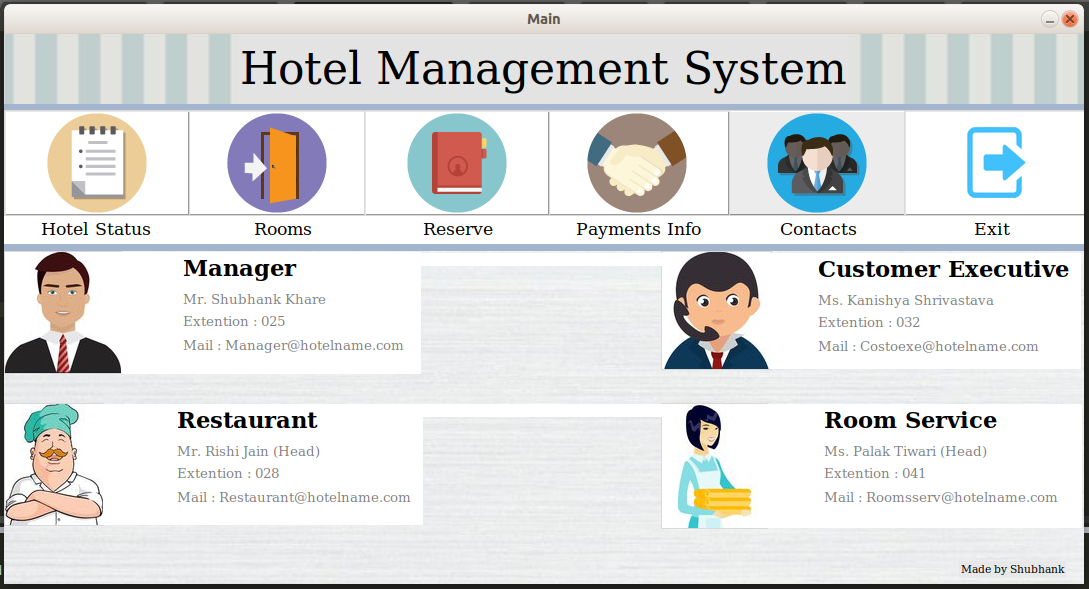 Main
Hotel Management System
Hotel Status
Rooms
Reserve
Payments Info
Contacts
Exit
Manager
Mr. Shubhank Khare
Extention : 025
Mail : Manager@hotelname.com
Customer Executive
Ms. Kanishya Shrivastava
Extention : 032
Mail : Costoexe@hotelname.com
Restaurant
Mr. Rishi Jain (Head)
Extention : 028
Mail : Restaurant@hotelname.com
Room Service
Ms. Palak Tiwari (Head)
Extention : 041
Mail : Roomsserv@hotelname.com
Made by Shubhank